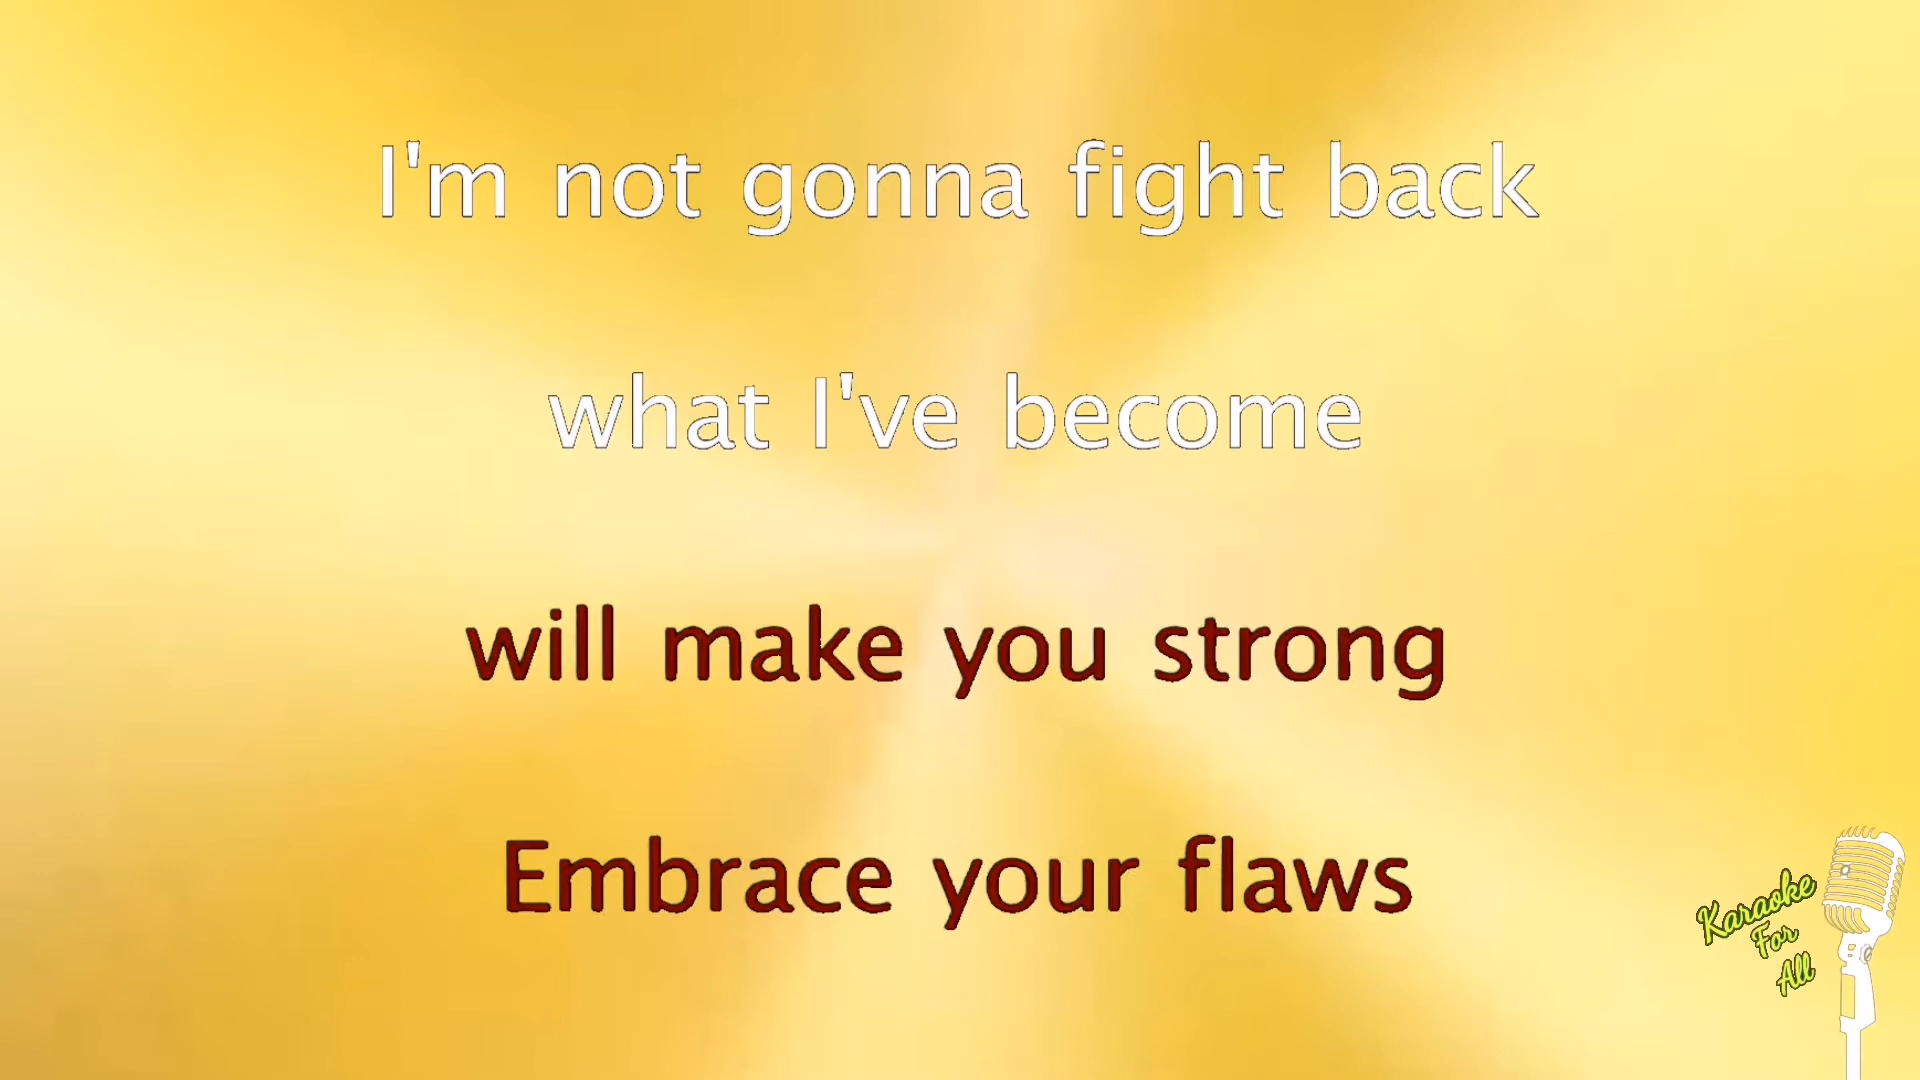 I'm not gonna fight back
what I've become
will make you strong
Embrace your flaws
Karaoke
For
All